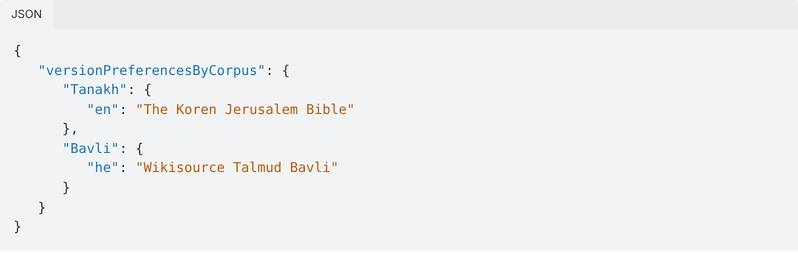 JSON
{
   "versionPreferencesByCorpus": {
      "Tanakh": {
         "en": "The Koren Jerusalem Bible"
      },
      "Bavli": {
         "he": "Wikisource Talmud Bavli"
      }
   }
}